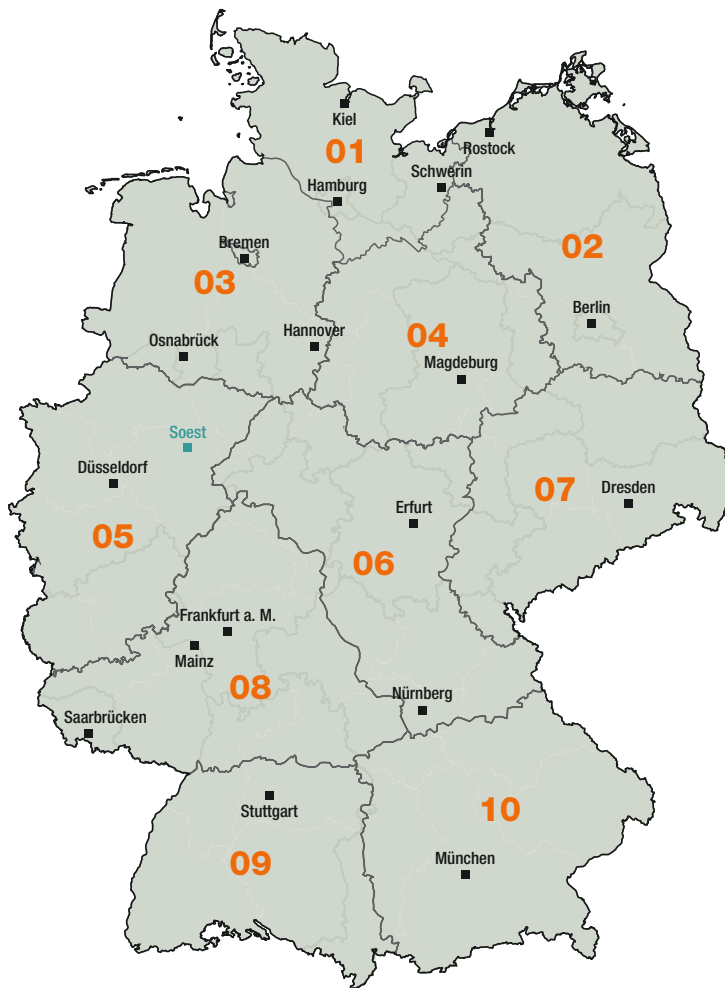 Kiel
01
Rostock
Schwerin
Hamburg
02
Bremen
03
Berlin
Hannover
Osnabrück
04
Magdeburg
Soest
Düsseldorf
07
Dresden
Erfurt
05
06
Frankfurt a. M.
Mainz
08
Nürnberg
Saarbrücken
Stuttgart
10
09
München